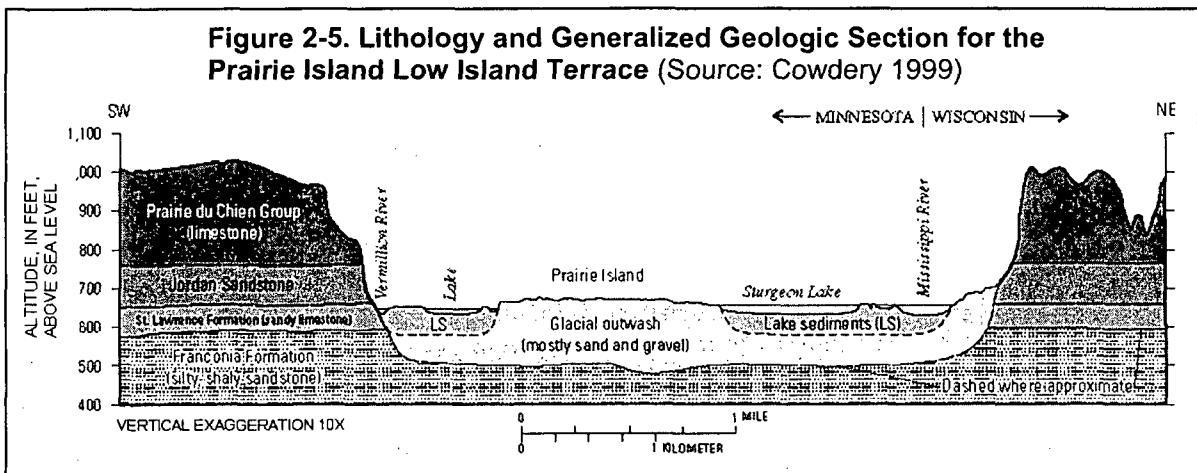 Figure 2-5. Lithology and Generalized Geologic Section for the
Prairie Island Low Island Terrace (Source: Cowdery 1999)
SW
← MINNESOTA | WISCONSIN →
NE
ALTITUDE, IN FEET,
ABOVE SEA LEVEL
1,100
,000
900
800
700
600
500
400
Prairie du Chien Group
(limestone)
Jordan Sandstone
St. Lawrence Formation (sandy limestone)
Franconia Formation
(silty, shaly, sandstone)
Vermillion River
Lake
LS
Prairie Island
Glacial outwash
(mostly sand and gravel)
Sturgeon Lake
Lake sediments (LS)
Mississippi River
Dashed where approximate
VERTICAL EXAGGERATION 10X
0 1 MILE
0 1 KILOMETER